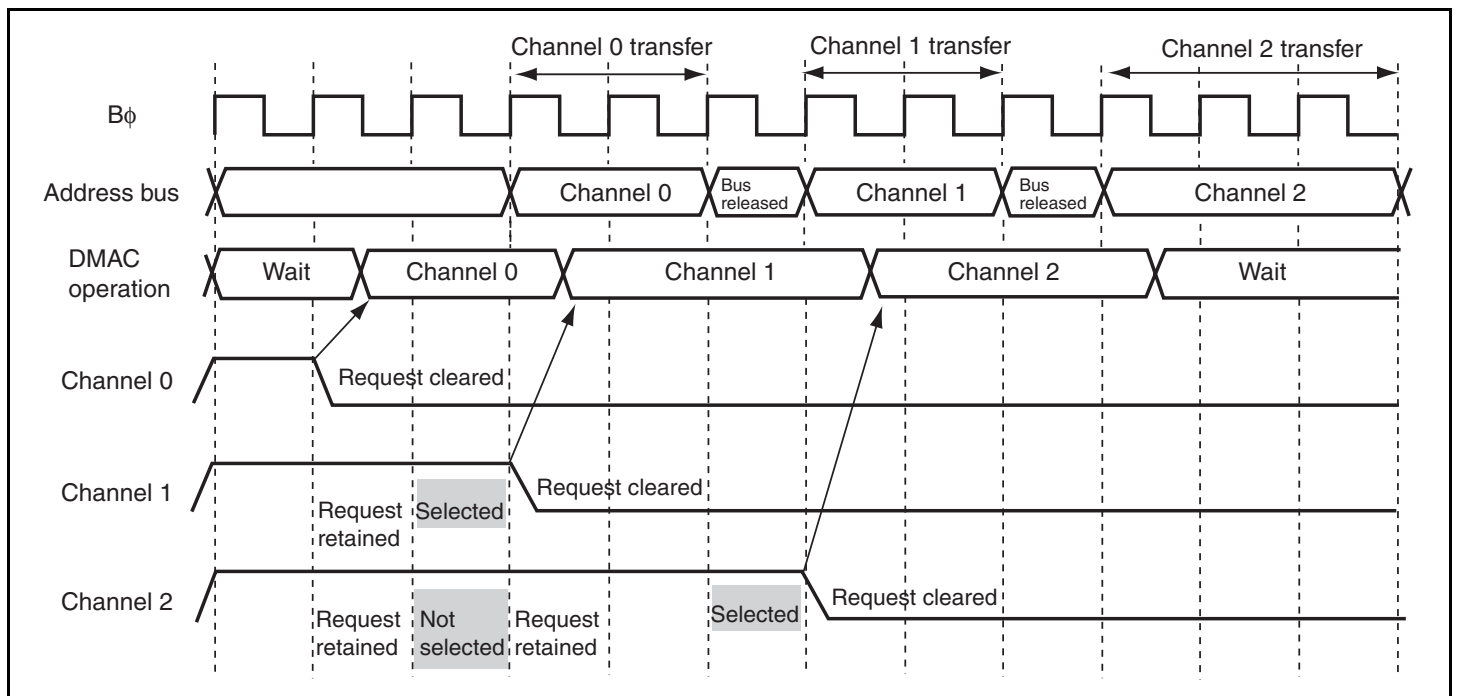 Channel 0 transfer
Channel 1 transfer
Channel 2 transfer
Bϕ
Address bus
Channel 0
Bus
released
Channel 1
Bus
released
Channel 2
DMAC
operation
Wait
Channel 0
Channel 1
Channel 2
Wait
Channel 0
Request cleared
Channel 1
Request
retained
Selected
Request cleared
Channel 2
Request
retained
Not
selected
Request
retained
Selected
Request cleared